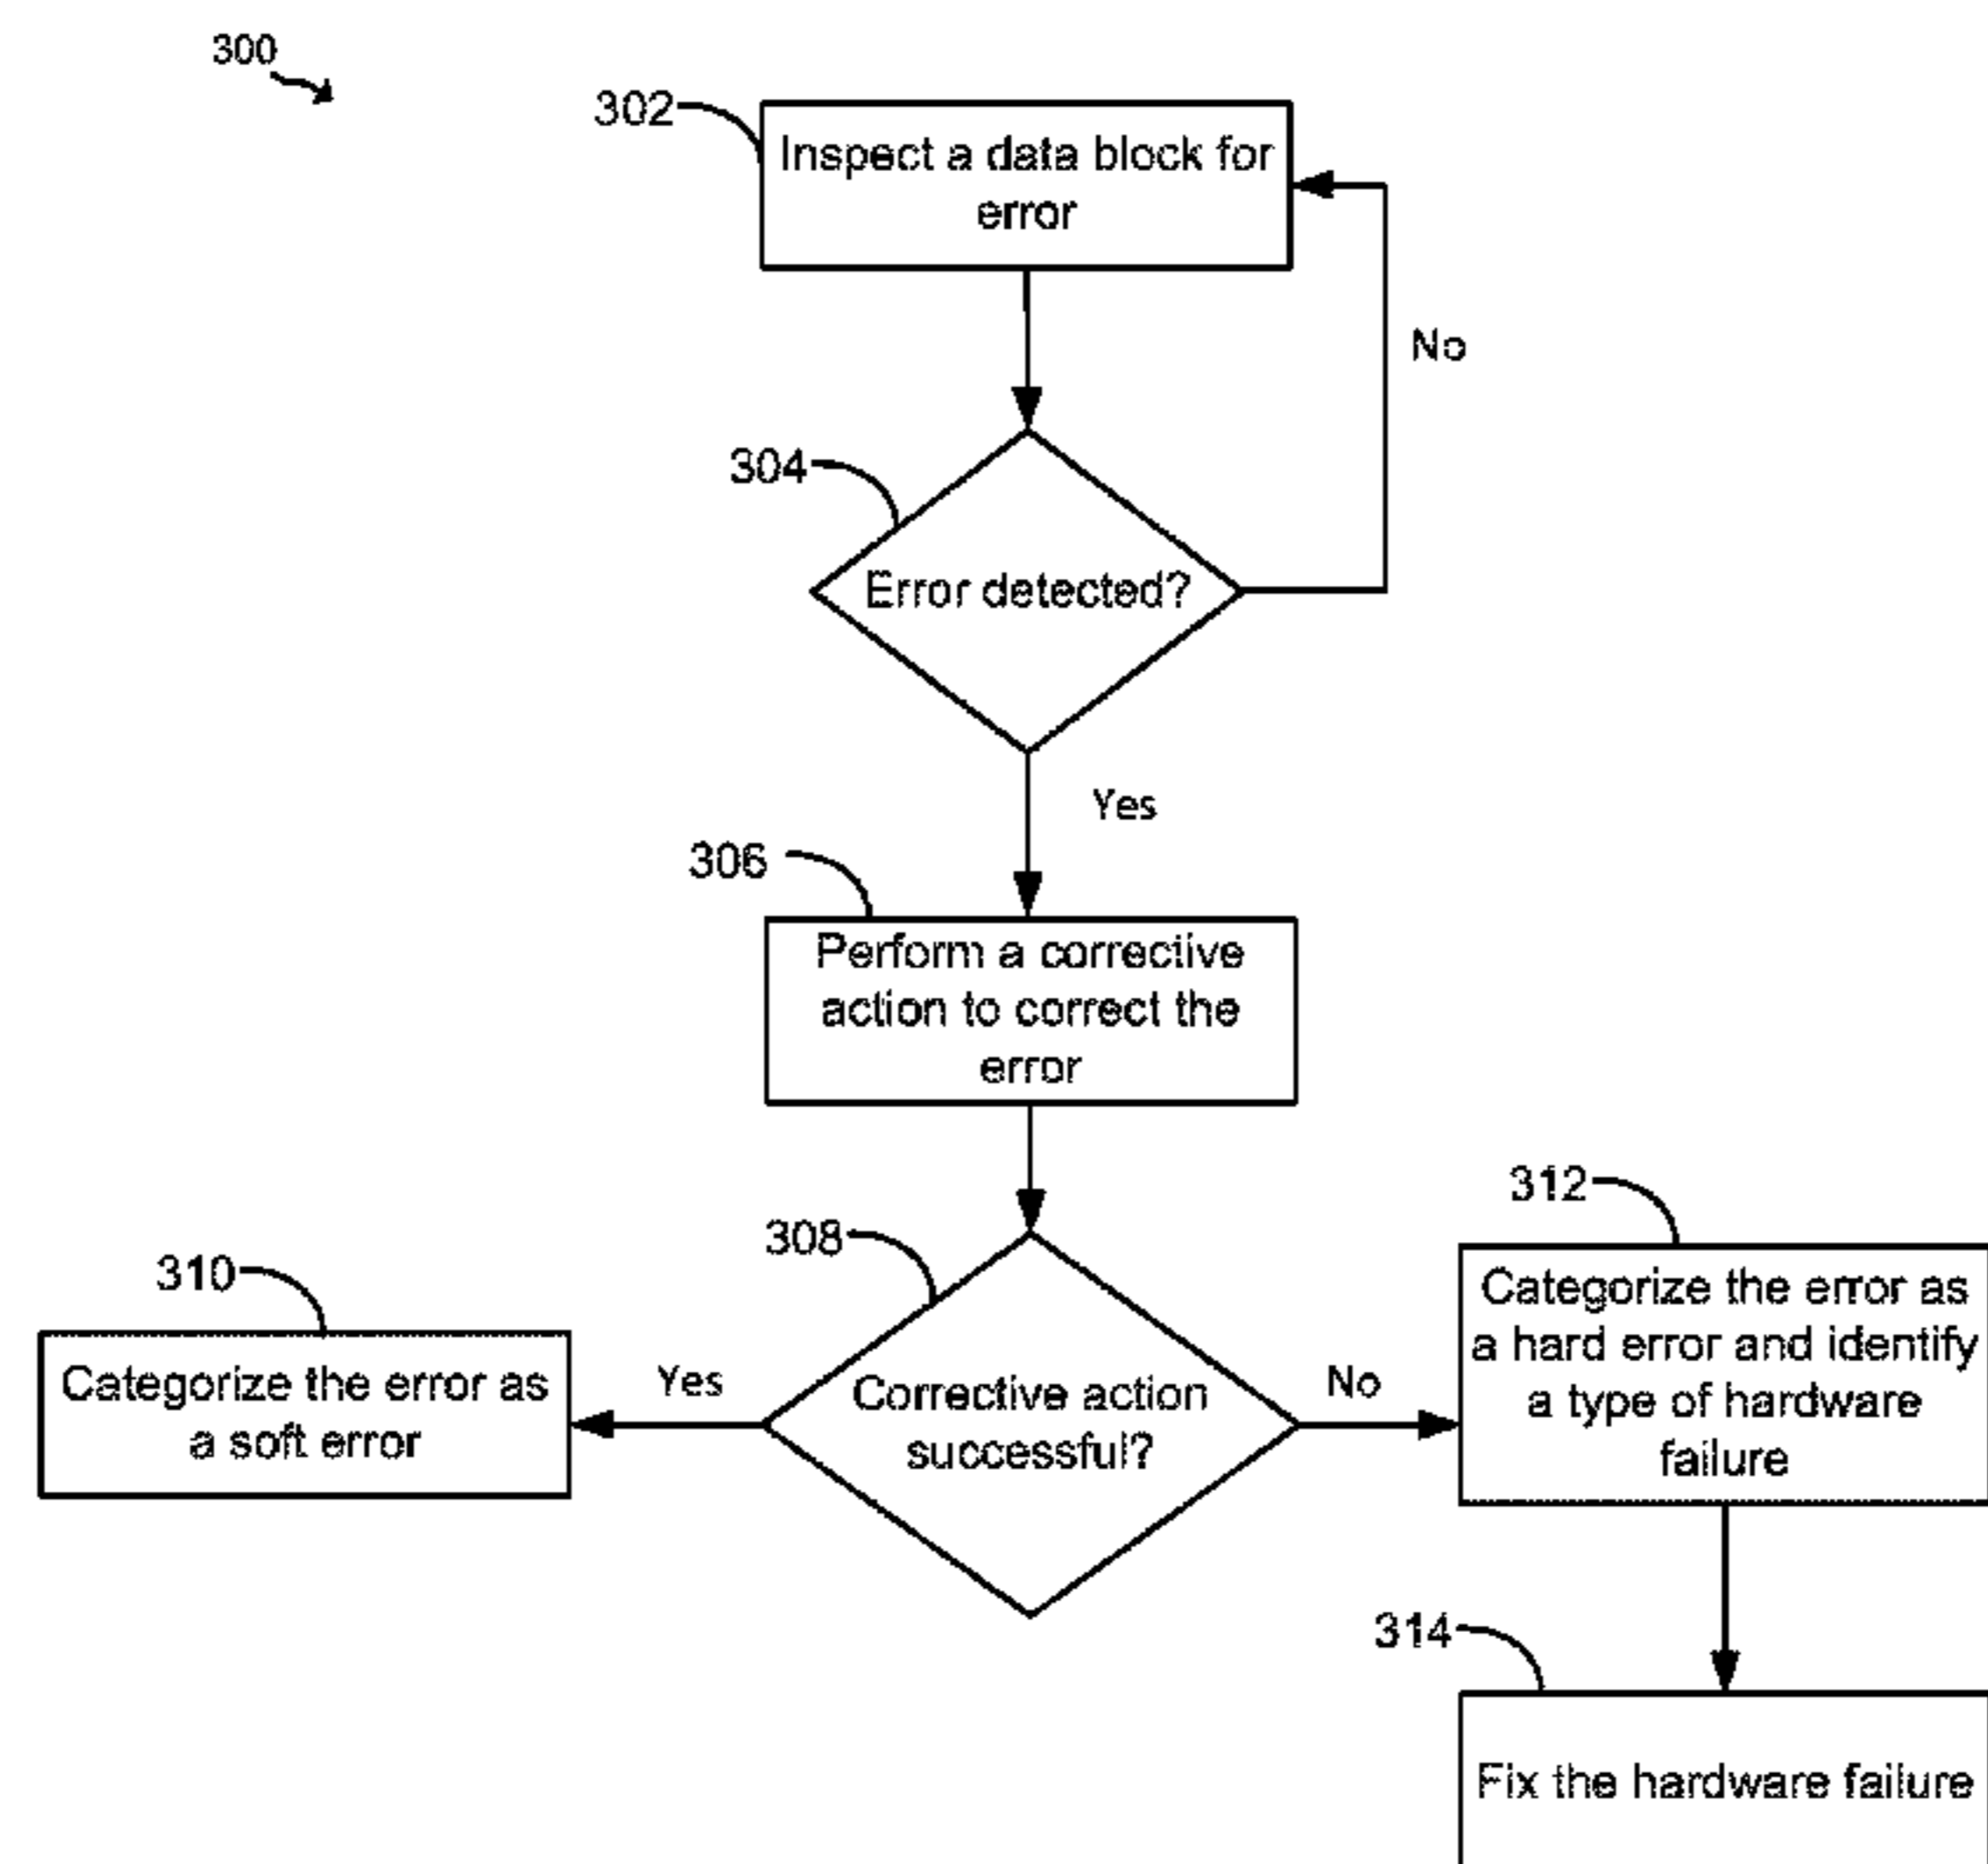 300
302
Inspect a data block for
error
No
304
Error detected?
Yes
306
Perform a corrective
action to correct the
error
308
Corrective action
successful?
Yes
No
310
Categorize the error as
a soft error
312
Categorize the error as
a hard error and identify
a type of hardware
failure
314
Fix the hardware failure